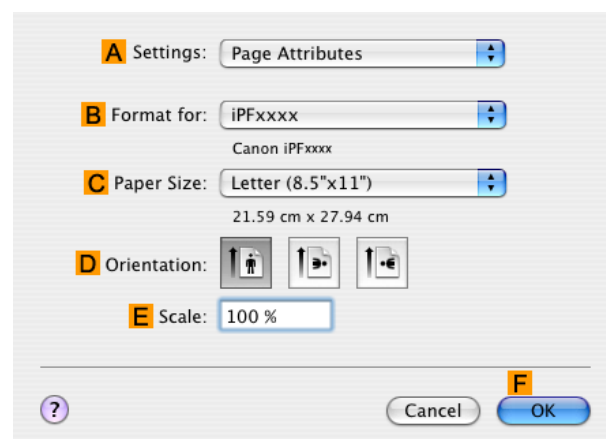 A Settings: Page Attributes
B Format for: iPFxxxx
Canon iPFxxxx
C Paper Size: Letter (8.5"x11")
21.59 cm x 27.94 cm
D Orientation:
E Scale: 100 %
F
? Cancel OK